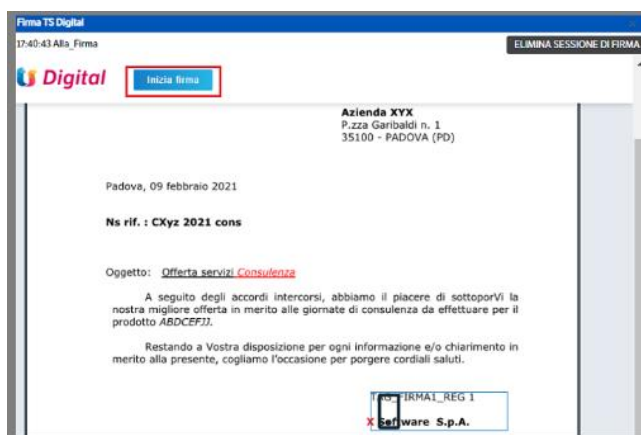 Firma TS Digital
17:40:43 Alla_Firma
ELIMINA SESSIONE DI FIRMA
Digital
Inizia firma
Azienda XYX
P.zza Garibaldi n. 1
35100 - PADOVA (PD)
Padova, 09 febbraio 2021
Ns rif. : CXyz 2021 cons
Oggetto: Offerta servizi Consulenza
A seguito degli accordi intercorsi, abbiamo il piacere di sottoporVi la
nostra migliore offerta in merito alle giornate di consulenza da effettuare per il
prodotto ABDCEFJJ.
Restando a Vostra disposizione per ogni informazione e/o chiarimento in
merito alla presente, cogliamo l'occasione per porgere cordiali saluti.
TAG_FIRMA1_REG 1
X Software S.p.A.